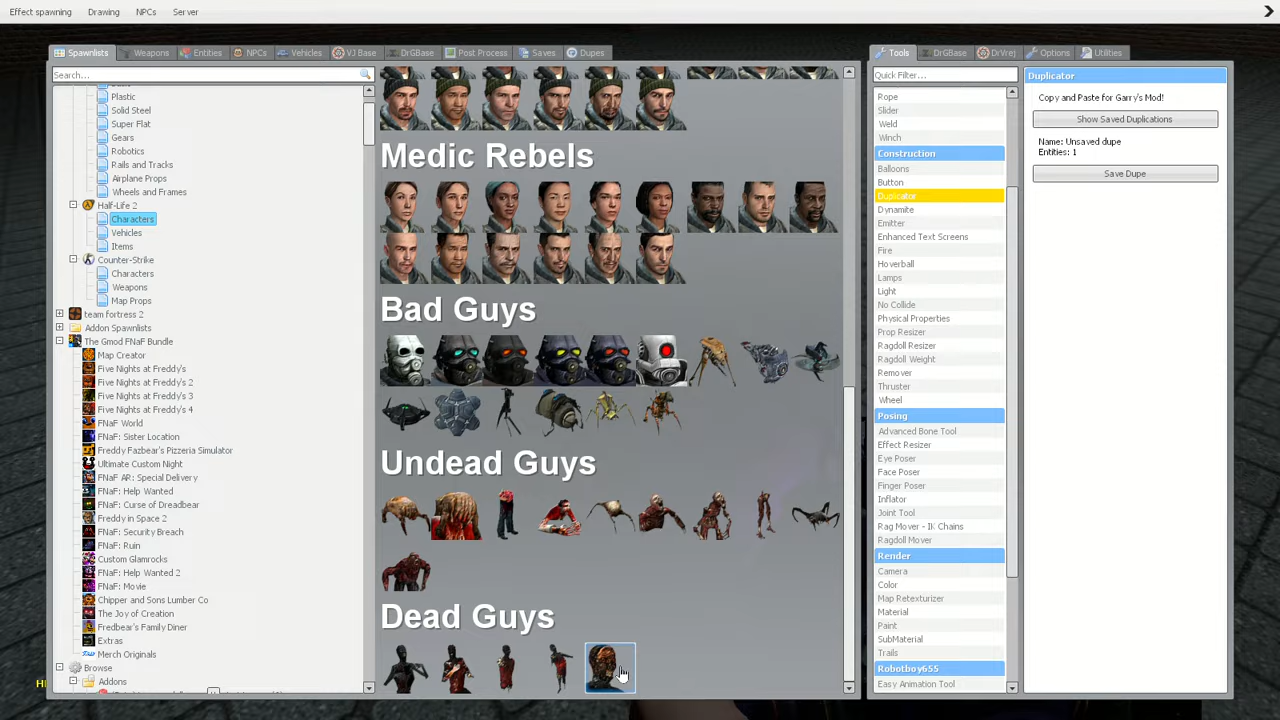 Effect spawning Drawing NPCs Server
Spawnlists Weapons Entities NPCs Vehicles VJ Base DrGBase Post Process Saves Dupes
Search...
Plastic
Solid Steel
Super Flat
Gears
Robotics
Rails and Tracks
Airplane Props
Wheels and Frames
Half-Life 2
Characters
Vehicles
Items
Counter-Strike
Characters
Weapons
Map Props
team fortress 2
Addon Spawnlists
The Gmod FNaF Bundle
Map Creator
Five Nights at Freddy's
Five Nights at Freddy's 2
Five Nights at Freddy's 3
Five Nights at Freddy's 4
FNaF World
FNaF: Sister Location
Freddy Fazbear's Pizzeria Simulator
Ultimate Custom Night
FNaF AR: Special Delivery
FNaF: Help Wanted
FNaF: Curse of Dreadbear
Freddy in Space 2
FNaF: Security Breach
FNaF: Ruin
Custom Glamrocks
FNaF: Help Wanted 2
FNaF: Movie
Chipper and Sons Lumber Co
The Joy of Creation
Fredbear's Family Diner
Extras
Merch Originals
Browse
Addons
Medic Rebels
Bad Guys
Undead Guys
Dead Guys
Tools DrGBase DrVrej Options Utilities
Quick Filter...
Rope
Slider
Weld
Winch
Construction
Balloons
Button
Duplicator
Dynamite
Emitter
Enhanced Text Screens
Fire
Hoverball
Lamps
Light
No Collide
Physical Properties
Prop Resizer
Ragdoll Resizer
Ragdoll Weight
Remover
Thruster
Wheel
Posing
Advanced Bone Tool
Effect Resizer
Eye Poser
Face Poser
Finger Poser
Inflator
Joint Tool
Rag Mover - IK Chains
Ragdoll Mover
Render
Camera
Color
Map Retexturizer
Material
Paint
SubMaterial
Trails
Robotboy655
Easy Animation Tool
Duplicator
Copy and Paste for Garry's Mod!
Show Saved Duplications
Name: Unsaved dupe
Entities: 1
Save Dupe